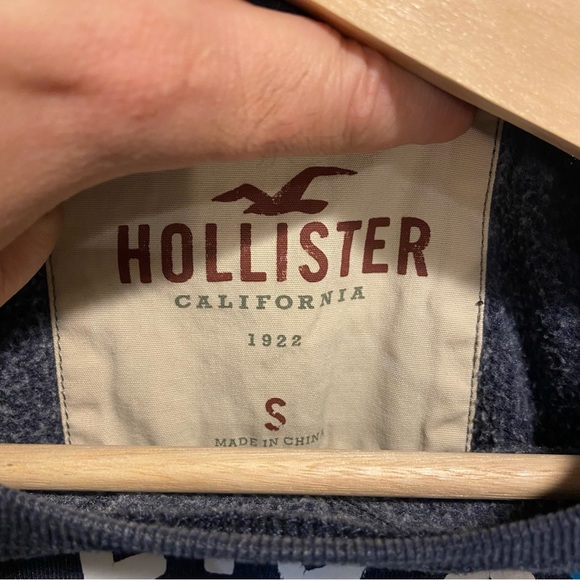 HOLLISTER
CALIFORNIA
1922
S
MADE IN CHINA